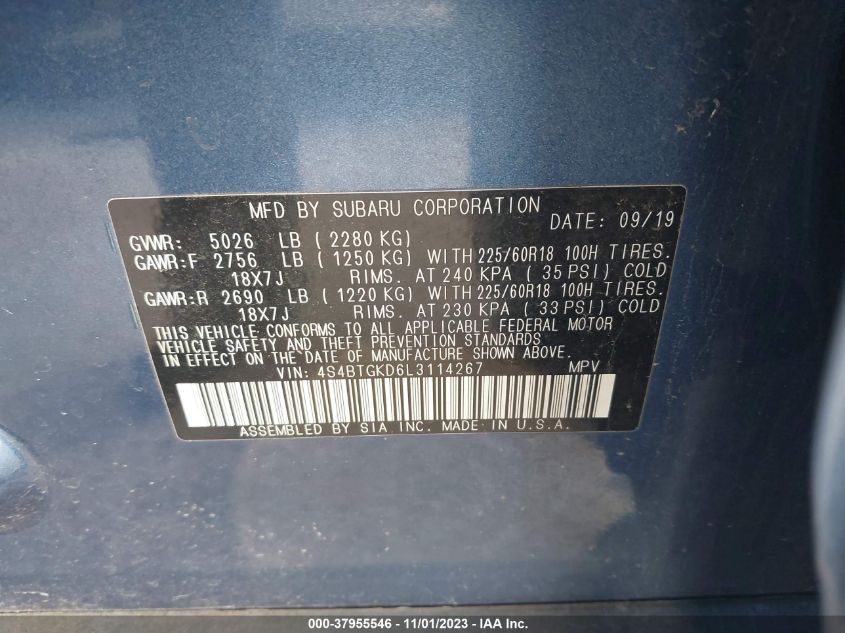 MFD BY SUBARU CORPORATION DATE: 09/19
GVWR: 5026 LB ( 2280 KG)
GAWR:F 2756 LB ( 1250 KG) WITH 225/60R18 100H TIRES.
18X7J RIMS. AT 240 KPA ( 35 PSI) COLD
GAWR:R 2690 LB ( 1220 KG) WITH 225/60R18 100H TIRES.
18X7J RIMS. AT 230 KPA ( 33 PSI) COLD
THIS VEHICLE CONFORMS TO ALL APPLICABLE FEDERAL MOTOR
VEHICLE SAFETY AND THEFT PREVENTION STANDARDS
IN EFFECT ON THE DATE OF MANUFACTURE SHOWN ABOVE.
VIN: 4S4BTGKD6L3114267 MPV
ASSEMBLED BY SIA INC. MADE IN U.S.A.
000-37955546 - 11/01/2023 - IAA Inc.